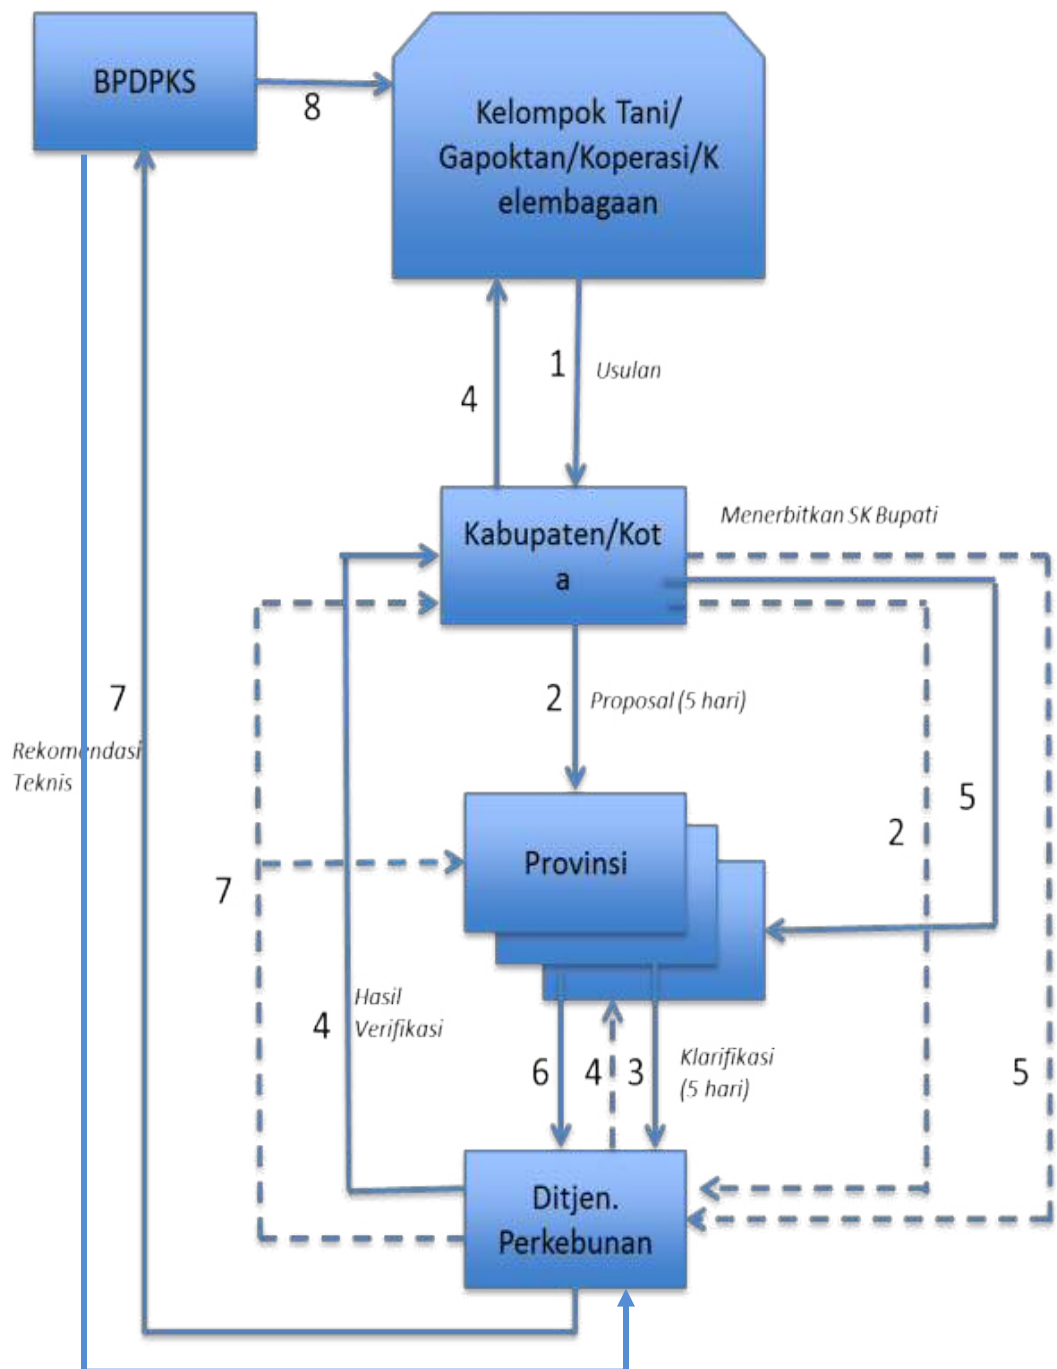 BPDPKS
8
Kelompok Tani/
Gapoktan/Koperasi/K
elembagaan
4
1
Usulan
Kabupaten/Kot
a
Menerbitkan SK Bupati
7
Rekomendasi
Teknis
2
Proposal (5 hari)
5
2
Provinsi
7
4
Hasil
Verifikasi
6
4
3
Klarifikasi
(5 hari)
5
Ditjen.
Perkebunan